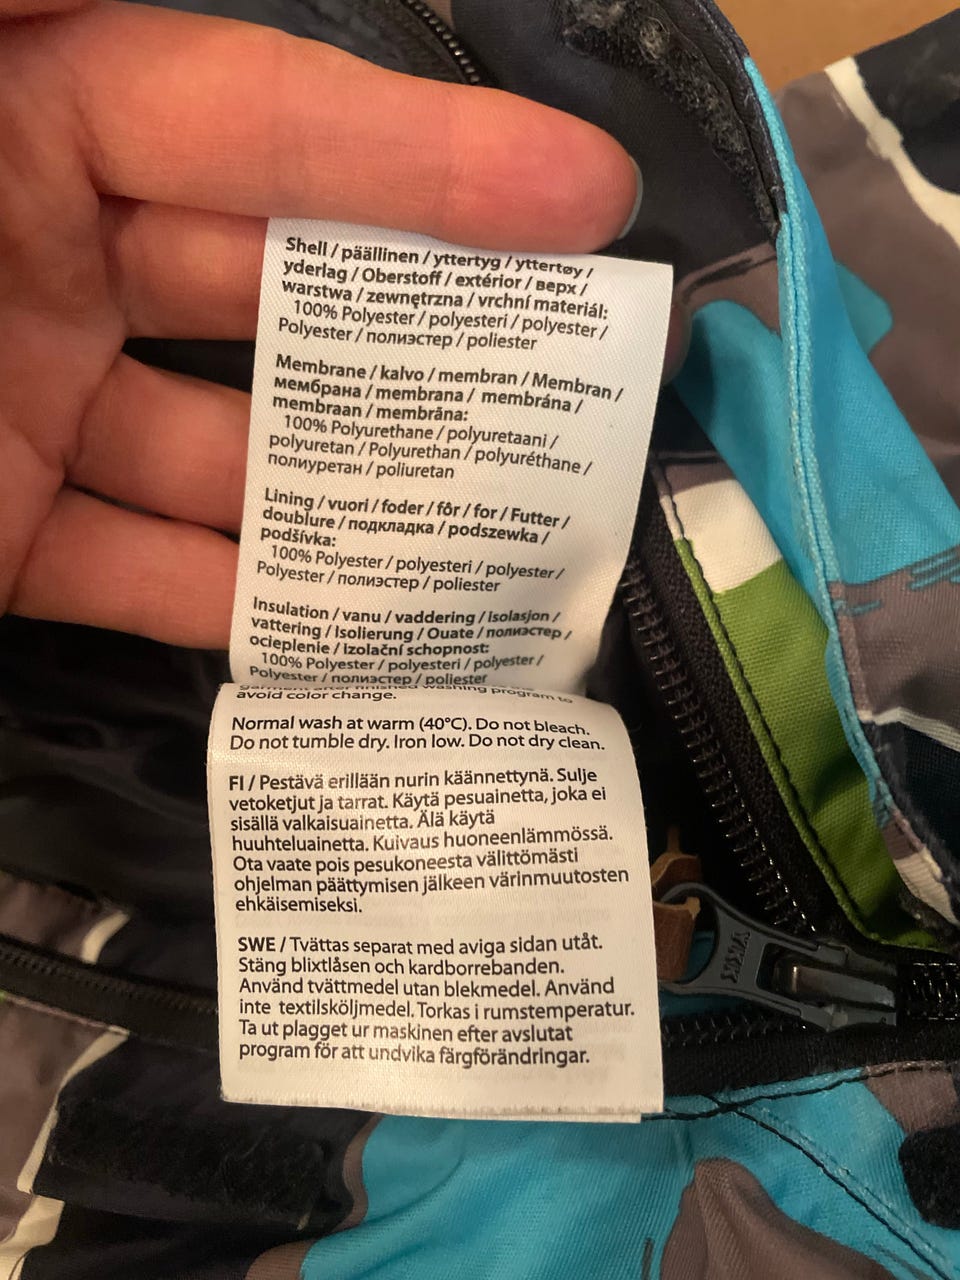 Shell / päällinen / yttertyg / yttertøy /
yderlag / Oberstoff / extérior / верх /
warstwa / zewnętrzna / vrchní materiál:
100% Polyester / polyesteri / polyester /
Polyester / полиэстер / poliester
Membrane / kalvo / membran / Membran /
мембрана / membrana / membrána /
membraan / membrăna:
100% Polyurethane / polyuretaani /
polyuretan / Polyurethan / polyuréthane /
полиуретан / poliuretan
Lining / vuori / foder / fôr / for / Futter /
doublure / подкладка / podszewka /
podšívka:
100% Polyester / polyesteri / polyester /
Polyester / полиэстер / poliester
Insulation / vanu / vaddering / Isolasjon /
vattering / Isolierung / Ouate / полиэстер /
ocieplenie / Izolační schopnost:
100% Polyester / polyesteri / polyester /
Polyester / полиэстер / poliester
garment after finished washing program to
avoid color change.
Normal wash at warm (40°C). Do not bleach.
Do not tumble dry. Iron low. Do not dry clean.
FI / Pestävä erillään nurin käännettynä. Sulje
vetoketjut ja tarrat. Käytä pesuainetta, joka ei
sisällä valkaisuainetta. Älä käytä
huuhteluainetta. Kuivaus huoneenlämmössä.
Ota vaate pois pesukoneesta välittömästi
ohjelman päättymisen jälkeen värinmuutosten
ehkäisemiseksi.
SWE / Tvättas separat med aviga sidan utåt.
Stäng blixtlåsen och kardborrebanden.
Använd tvättmedel utan blekmedel. Använd
inte textilsköljmedel. Torkas i rumstemperatur.
Ta ut plagget ur maskinen efter avslutat
program för att undvika färgförändringar.